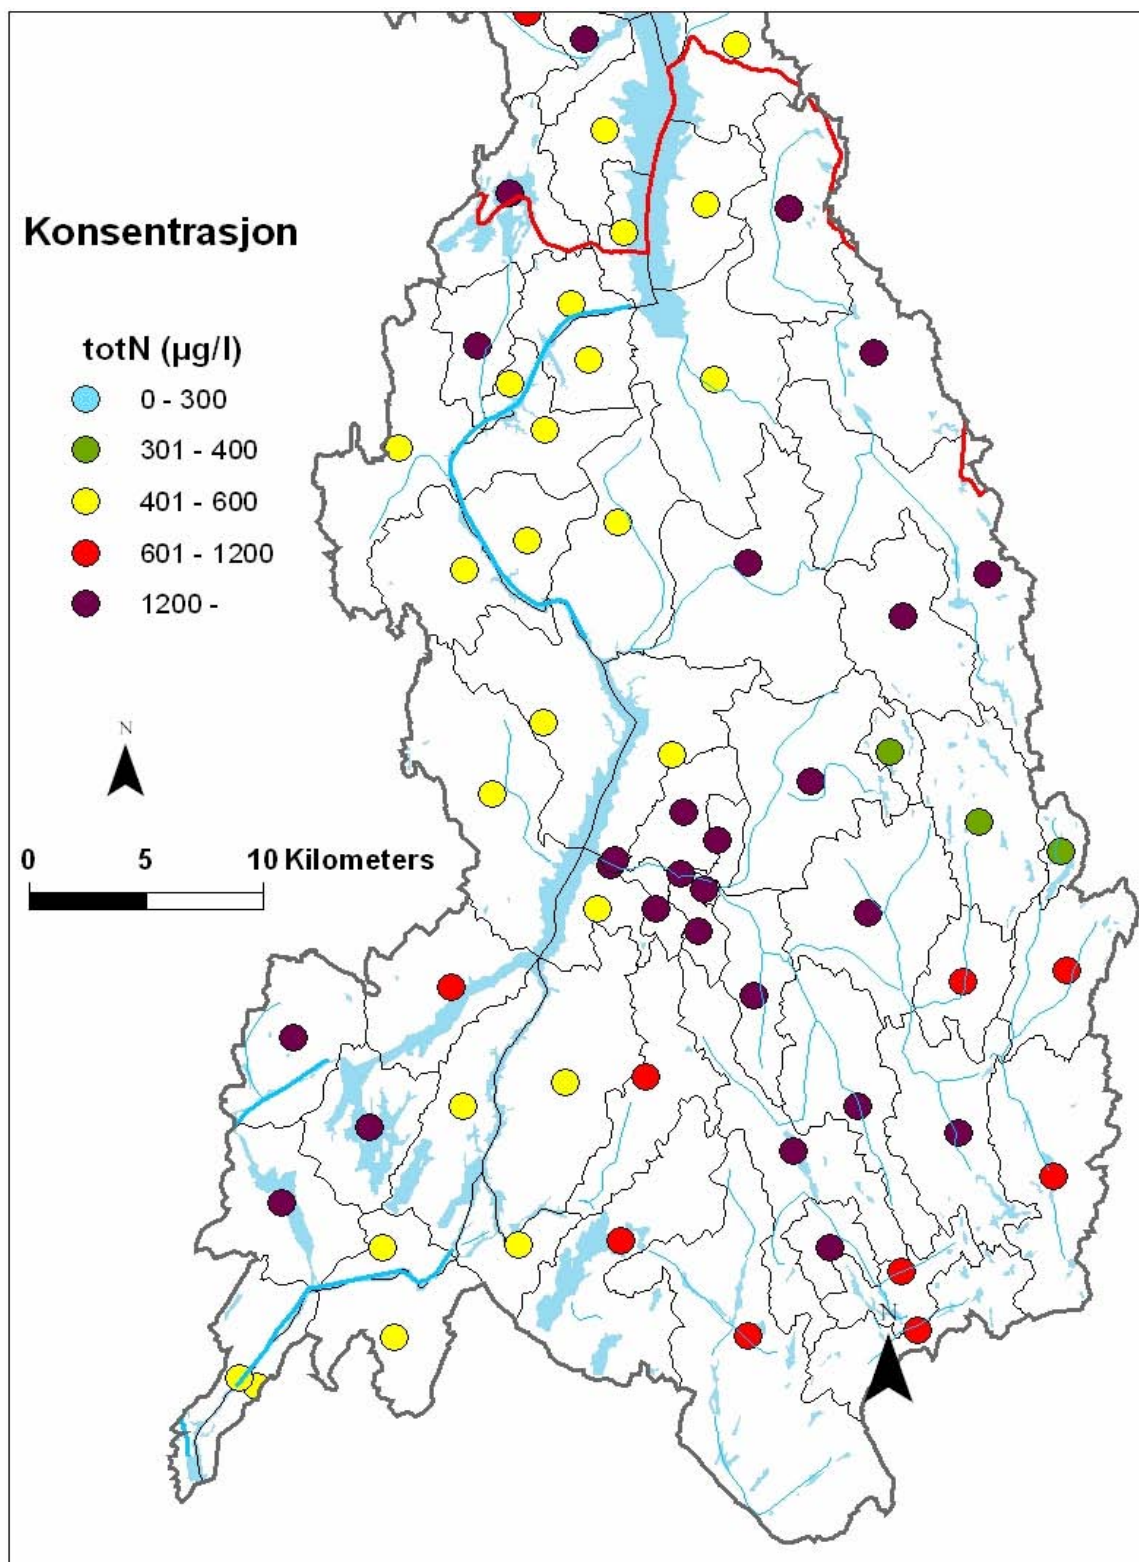 Konsentrasjon
totN (µg/l)
0 - 300
301 - 400
401 - 600
601 - 1200
1200 -
N
0 5 10 Kilometers
N